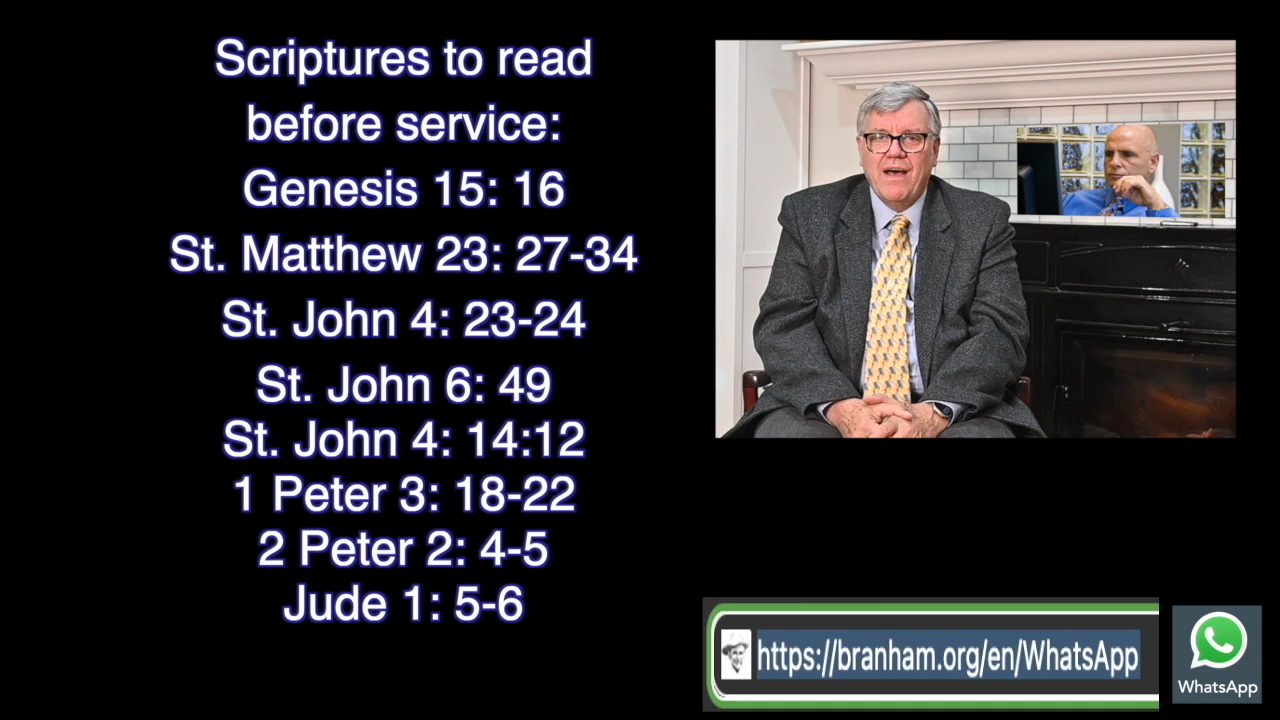 Scriptures to read
before service:
Genesis 15: 16
St. Matthew 23: 27-34
St. John 4: 23-24
St. John 6: 49
St. John 4: 14:12
1 Peter 3: 18-22
2 Peter 2: 4-5
Jude 1: 5-6
https://branham.org/en/WhatsApp
WhatsApp